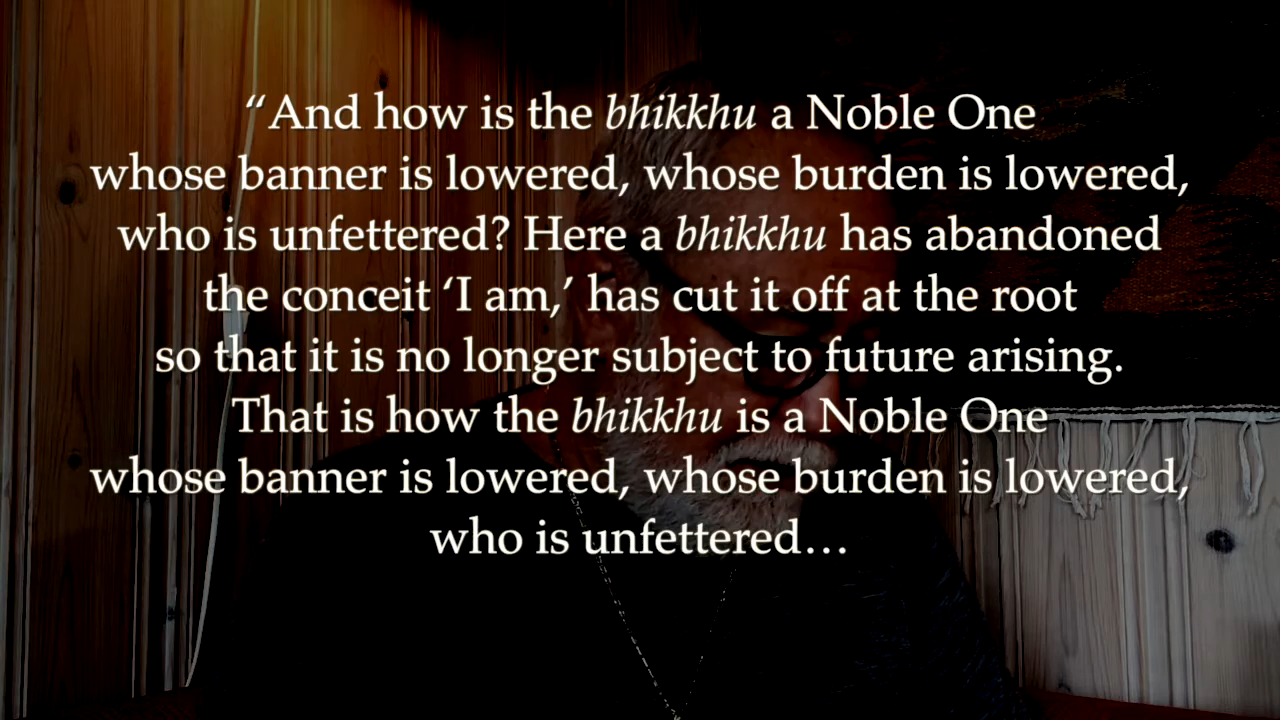 “And how is the bhikkhu a Noble One
whose banner is lowered, whose burden is lowered,
who is unfettered? Here a bhikkhu has abandoned
the conceit ‘I am,’ has cut it off at the root
so that it is no longer subject to future arising.
That is how the bhikkhu is a Noble One
whose banner is lowered, whose burden is lowered,
who is unfettered…